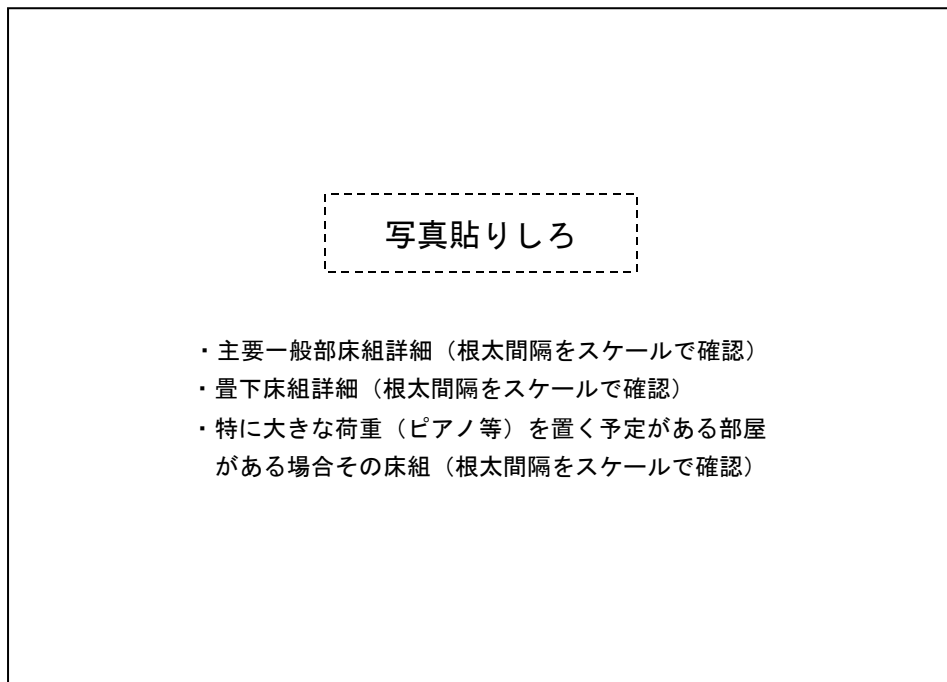 写真貼りしろ
・主要一般部床組詳細（根太間隔をスケールで確認）
・畳下床組詳細（根太間隔をスケールで確認）
・特に大きな荷重（ピアノ等）を置く予定がある部屋
がある場合その床組（根太間隔をスケールで確認）